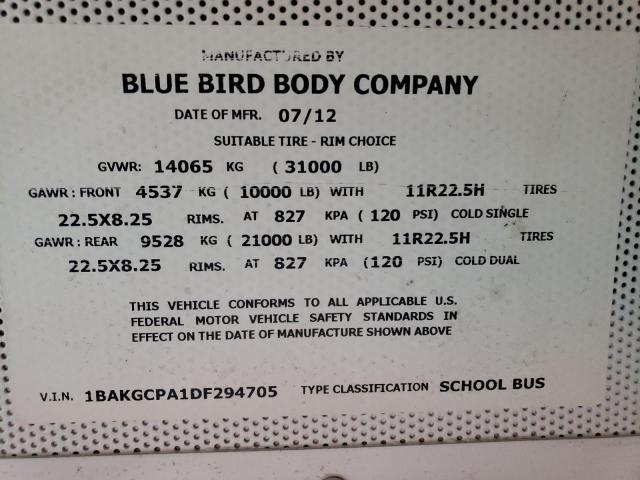 MANUFACTURED BY
BLUE BIRD BODY COMPANY
DATE OF MFR. 07/12
SUITABLE TIRE - RIM CHOICE
GVWR: 14065 KG ( 31000 LB)
GAWR : FRONT 4537 KG ( 10000 LB) WITH 11R22.5H TIRES
22.5X8.25 RIMS. AT 827 KPA ( 120 PSI) COLD SINGLE
GAWR : REAR 9528 KG ( 21000 LB) WITH 11R22.5H TIRES
22.5X8.25 RIMS. AT 827 KPA (120 PSI) COLD DUAL
THIS VEHICLE CONFORMS TO ALL APPLICABLE U.S.
FEDERAL MOTOR VEHICLE SAFETY STANDARDS IN
EFFECT ON THE DATE OF MANUFACTURE SHOWN ABOVE
V.I.N. 1BAKGCPA1DF294705 TYPE CLASSIFICATION SCHOOL BUS